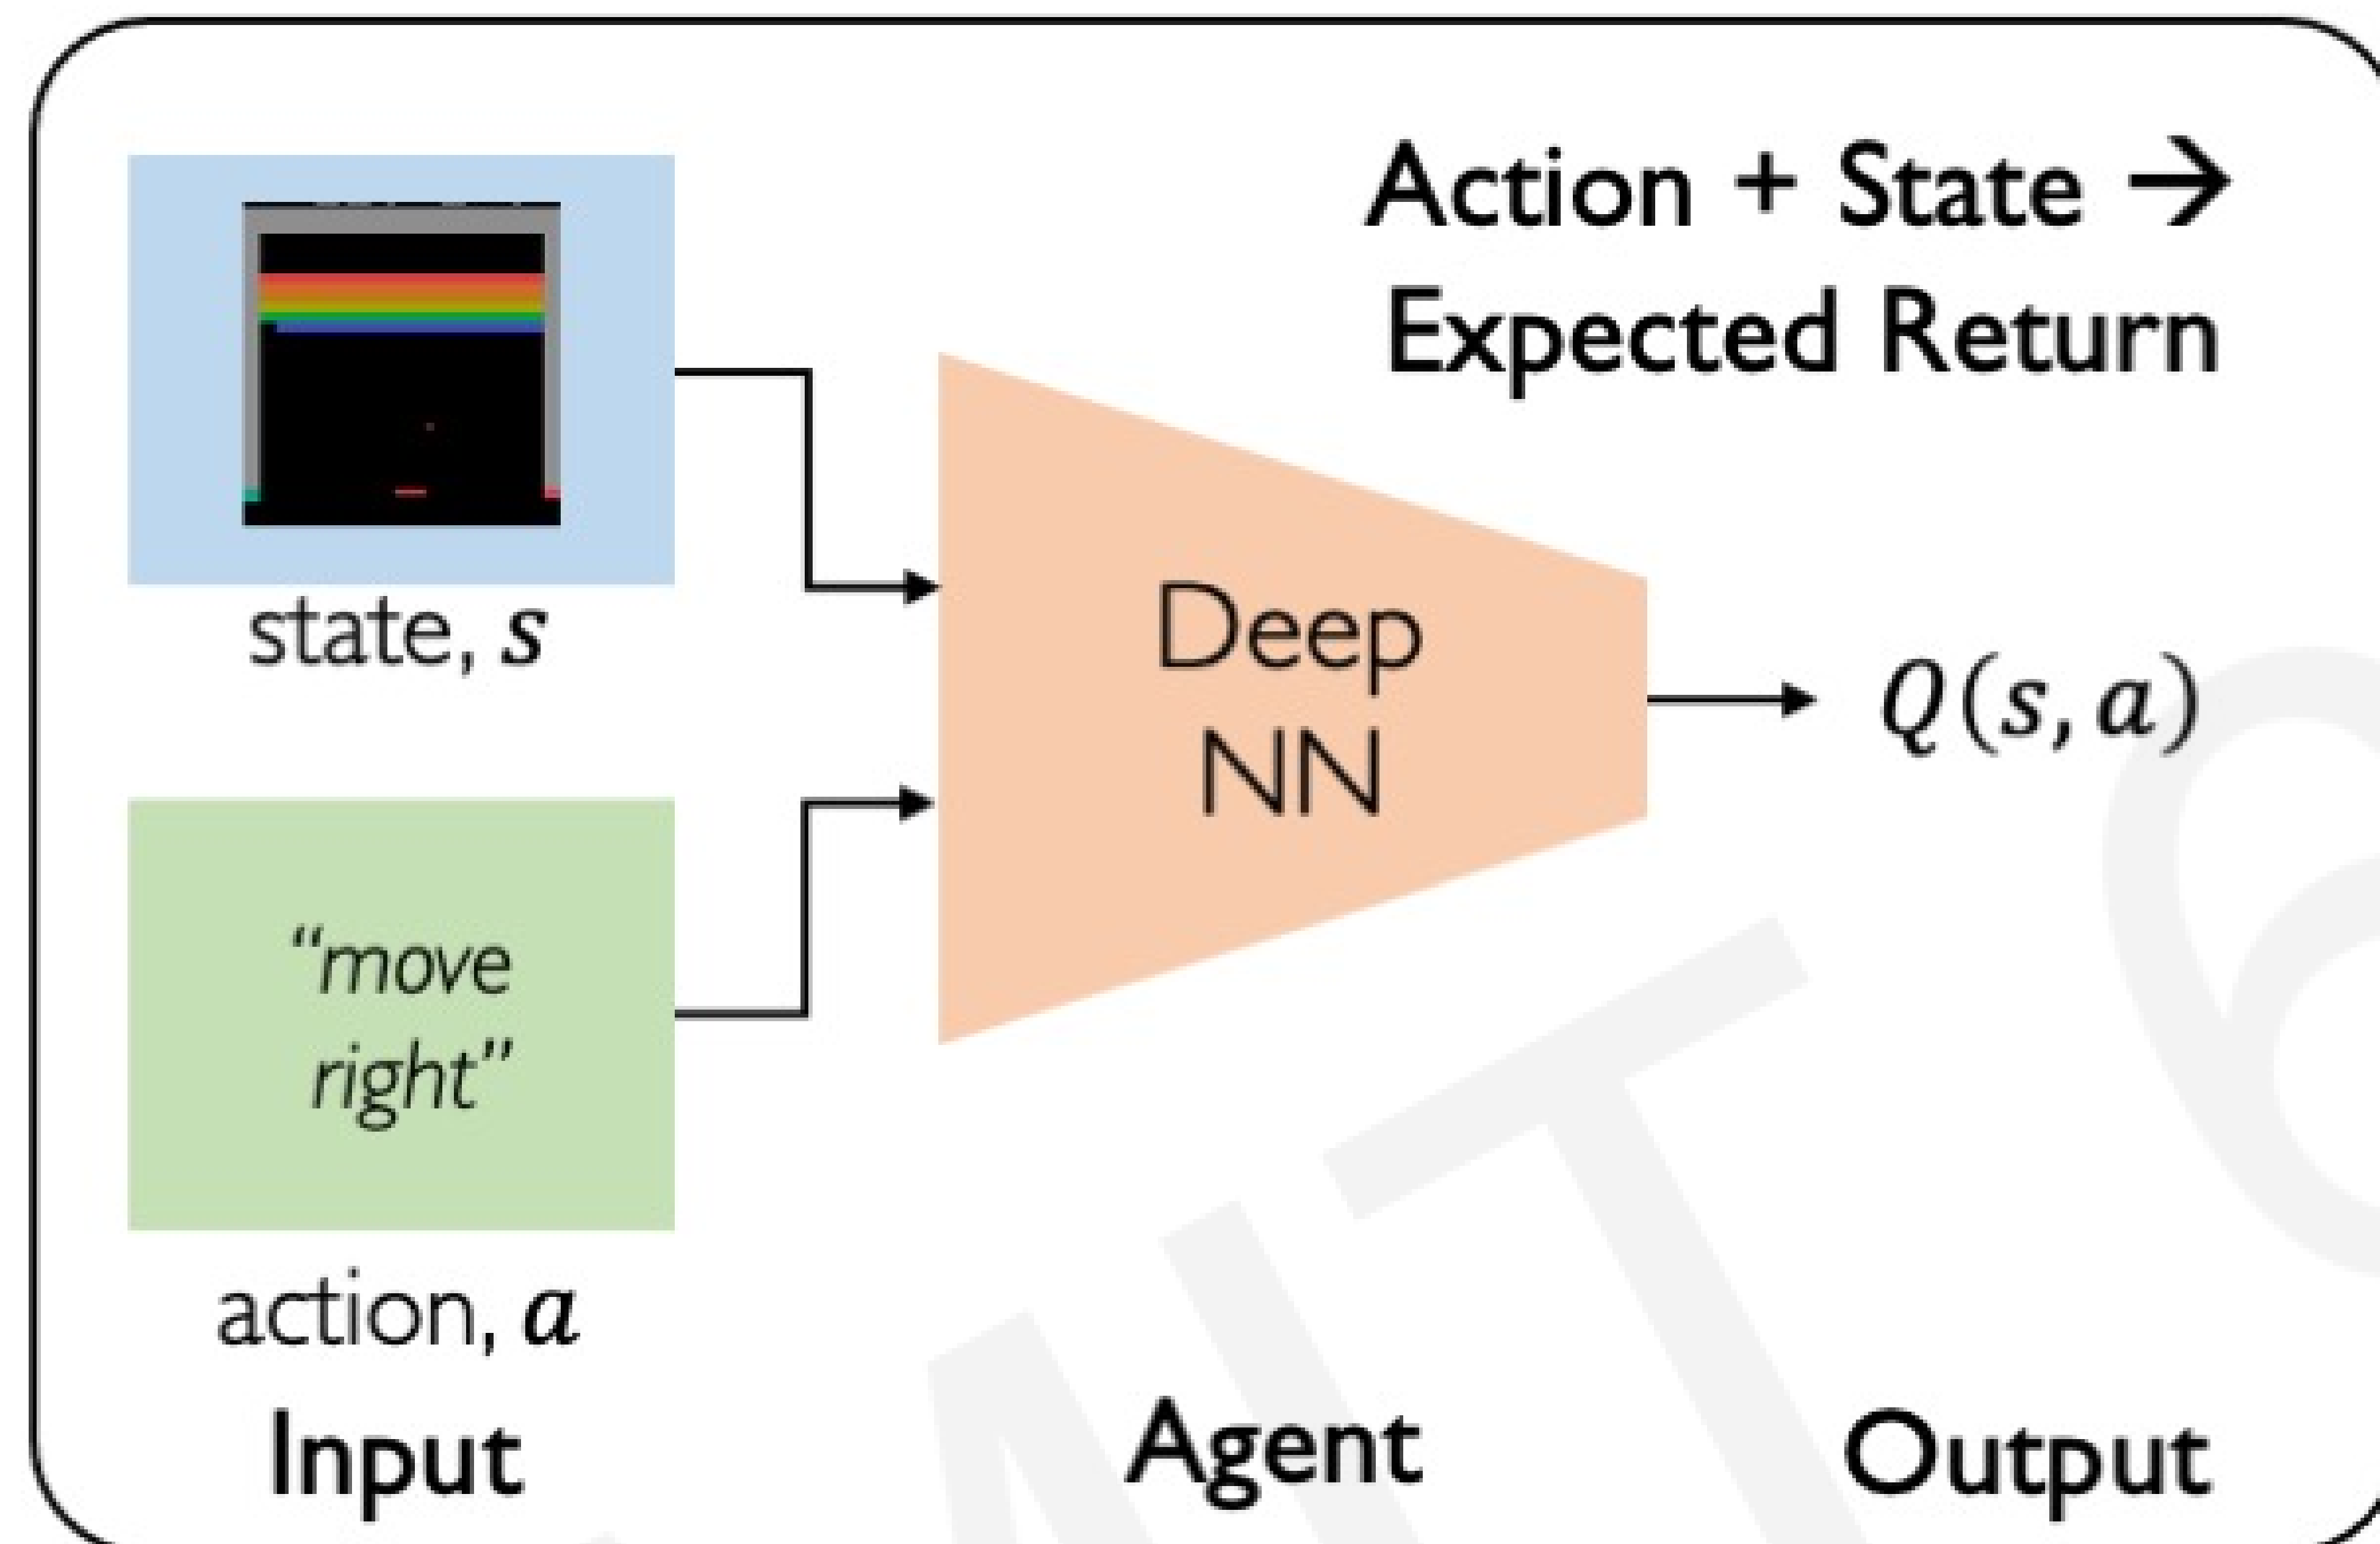 Action + State →
Expected Return
state, s
Deep
NN
Q(s, a)
“move
right”
action, a
Input
Agent
Output